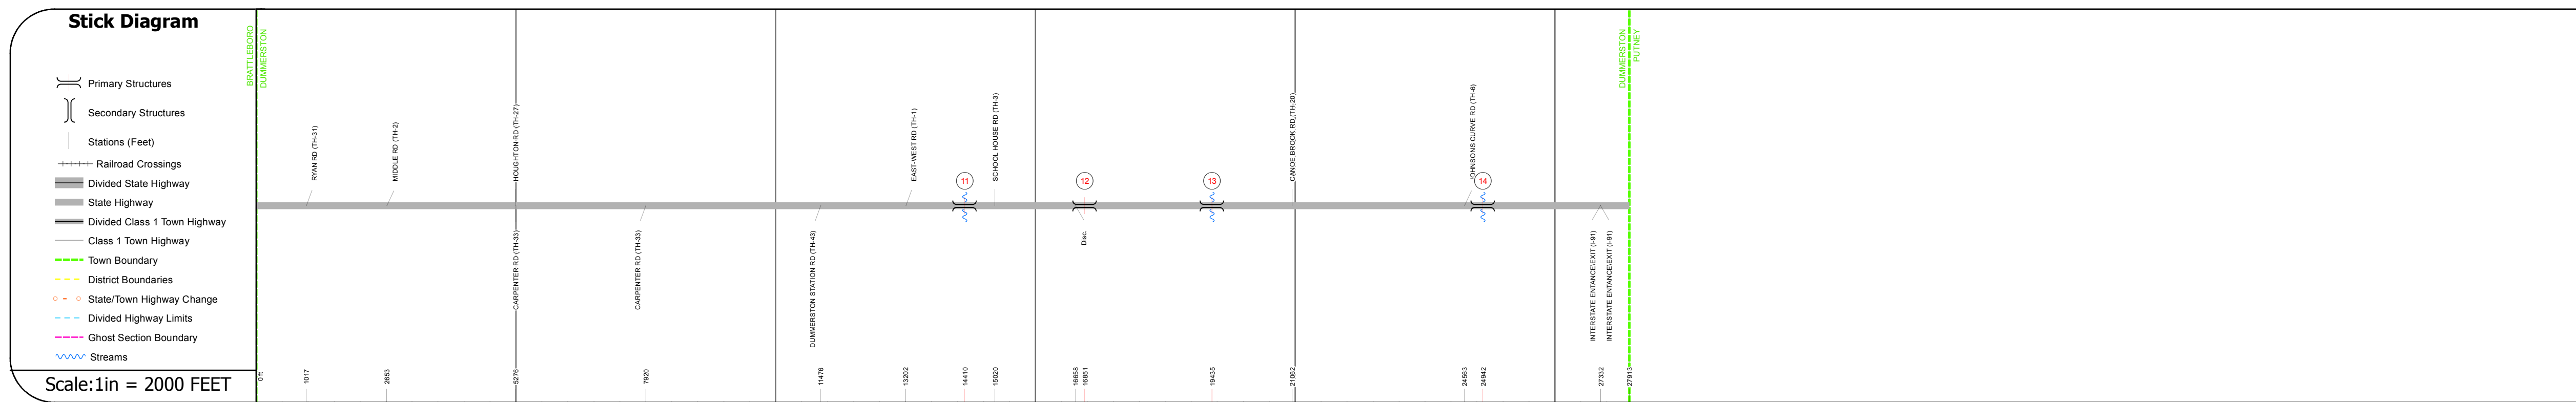 Stick Diagram
Primary Structures
Secondary Structures
Stations (Feet)
Railroad Crossings
Divided State Highway
State Highway
Divided Class 1 Town Highway
Class 1 Town Highway
Town Boundary
District Boundaries
State/Town Highway Change
Divided Highway Limits
Ghost Section Boundary
Streams
Scale:1in = 2000 FEET
BRATTLEBORO
DUMMERSTON
DUMMERSTON
PUTNEY
RYAN RD (TH-31)
MIDDLE RD (TH-2)
HOUGHTON RD (TH-27)
EAST-WEST RD (TH-1)
SCHOOL HOUSE RD (TH-3)
CANOE BROOK RD (TH-20)
JOHNSONS CURVE RD (TH-6)
11
12
13
14
CARPENTER RD (TH-33)
CARPENTER RD (TH-33)
DUMMERSTON STATION RD (TH-43)
Disc.
INTERSTATE ENTANCE\EXIT (I-91)
INTERSTATE ENTANCE\EXIT (I-91)
0 ft
1017
2653
5276
7920
11476
13202
14410
15020
16658
16851
19435
21062
24563
24942
27332
27913